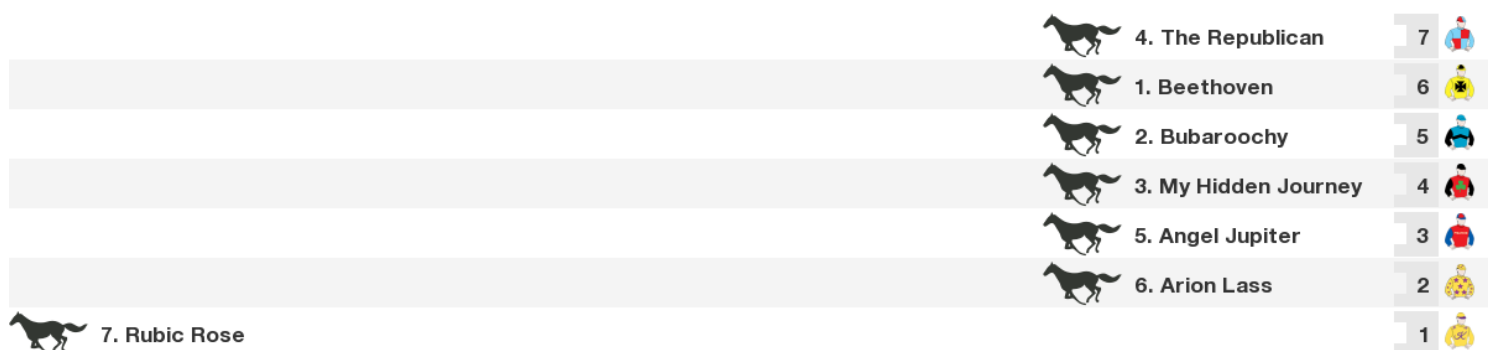 4. The Republican 7
1. Beethoven 6
2. Bubaroochy 5
3. My Hidden Journey 4
5. Angel Jupiter 3
6. Arion Lass 2
7. Rubic Rose 1